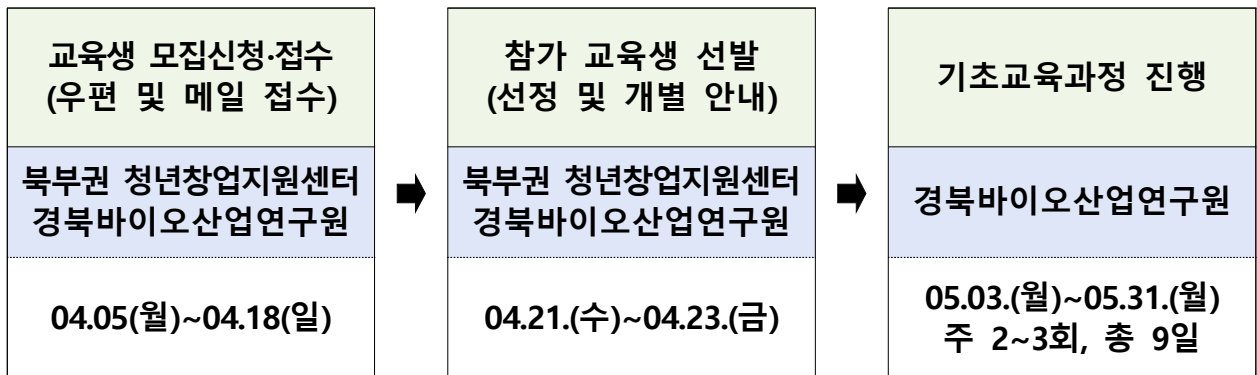 교육생 모집신청·접수
(우편 및 메일 접수)
북부권 청년창업지원센터
경북바이오산업연구원
04.05(월)~04.18(일)
참가 교육생 선발
(선정 및 개별 안내)
북부권 청년창업지원센터
경북바이오산업연구원
04.21.(수)~04.23.(금)
기초교육과정 진행
경북바이오산업연구원
05.03.(월)~05.31.(월)
주 2~3회, 총 9일